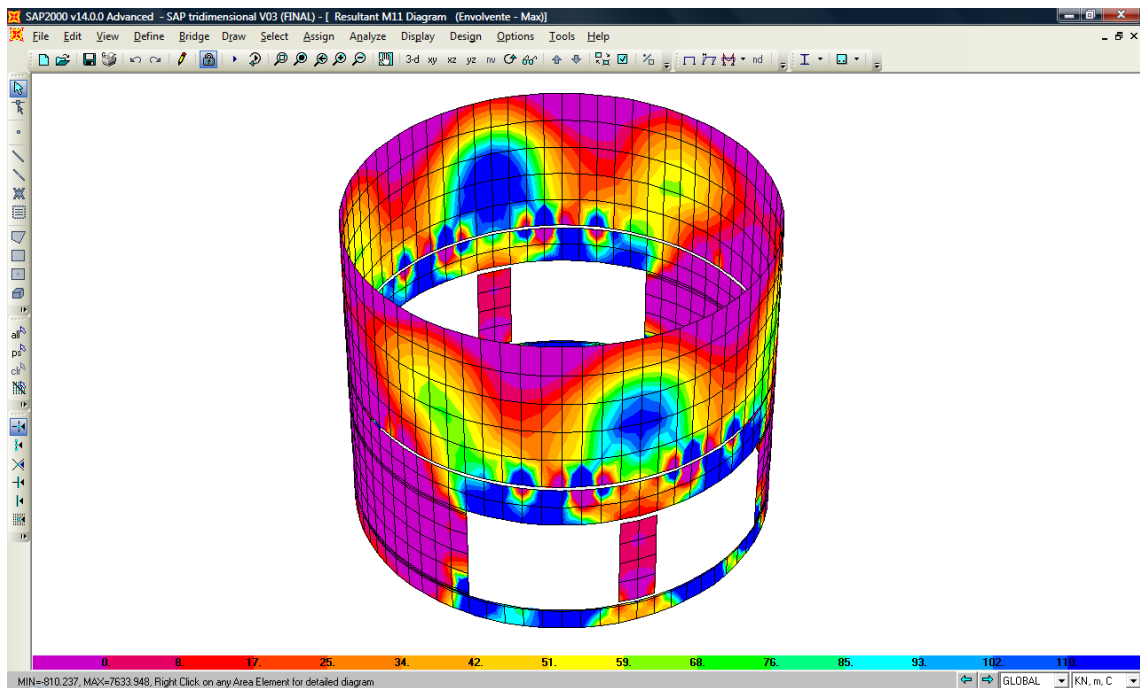 SAP2000 v14.0.0 Advanced - SAP tridimensional V03 (FINAL) - [ Resultant M11 Diagram (Envolvente - Max)]
File Edit View Define Bridge Draw Select Assign Analyze Display Design Options Tools Help
3-d xy xz yz nv nd
all
ps
clr
0. 8. 17. 25. 34. 42. 51. 59. 68. 76. 85. 93. 102. 110.
MIN=-810.237, MAX=7633.948, Right Click on any Area Element for detailed diagram GLOBAL KN, m, C